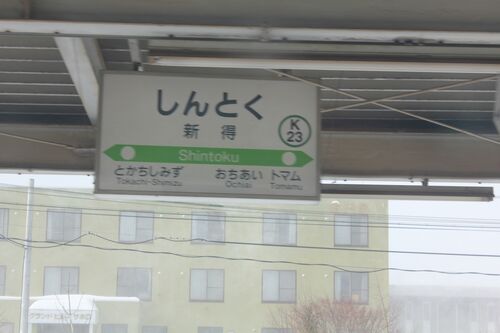 しんとく
新得
K
23
Shintoku
とかちしみず
Tokachi-Shimizu
おちあい トマム
Ochiai Tomamu